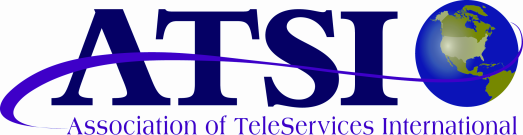 ATSI
Association of TeleServices International